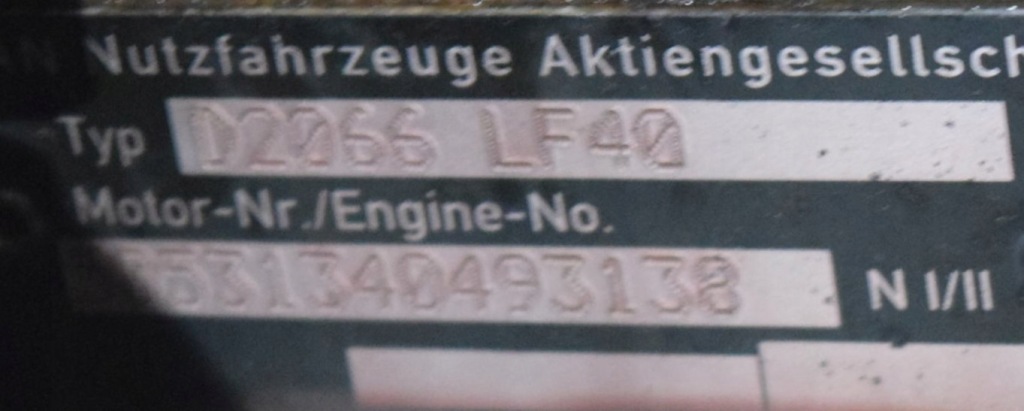 Nutzfahrzeuge Aktiengesellsch
Typ D2066 LF40
Motor-Nr./Engine-No.
N I/II